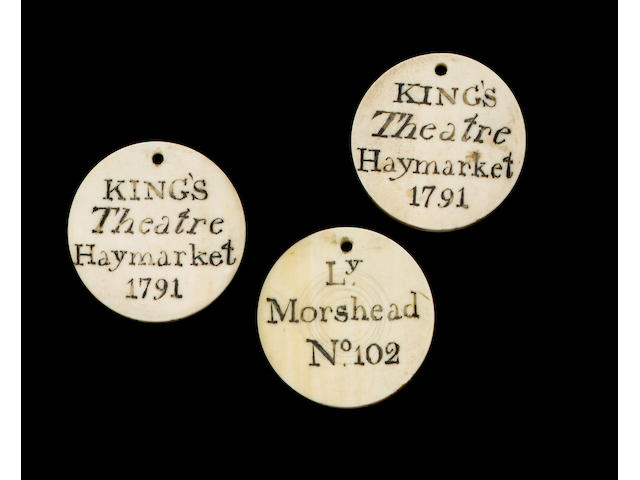 KING'S
Theatre
Haymarket
1791
KING'S
Theatre
Haymarket
1791
Ly.
Morshead
No. 102